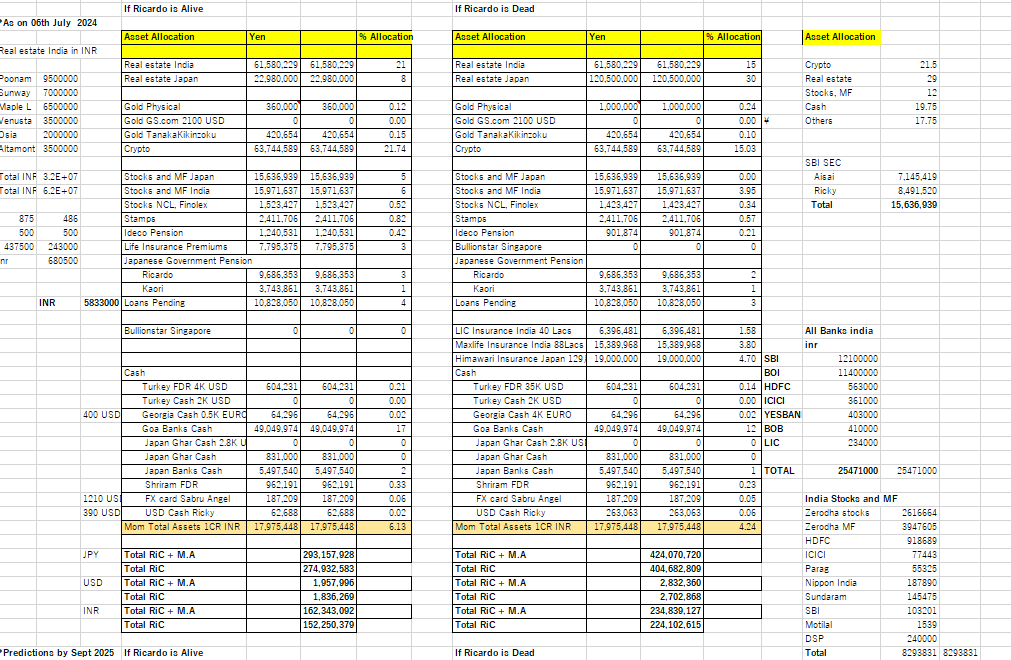 If Ricardo is Alive If Ricardo is Dead
*As on 06th July 2024
Asset Allocation Yen % Allocation Asset Allocation Yen % Allocation Asset Allocation
Real estate India in INR
Real estate India 61,580,229 61,580,229 21 Real estate India 61,580,229 61,580,229 15 Crypto 21.5
Poonam 9500000 Real estate Japan 22,980,000 22,980,000 8 Real estate Japan 120,500,000 120,500,000 30 Real estate 29
Sunway 7000000 Stocks, MF 12
Maple L 6500000 Gold Physical 360,000 360,000 0.12 Gold Physical 1,000,000 1,000,000 0.24 Cash 19.75
Venusta 3500000 Gold GS.com 2100 USD 0 0 0.00 Gold GS.com 2100 USD 0 0 0.00 ¥ Others 17.75
Osia 2000000 Gold TanakaKikinzoku 420,654 420,654 0.15 Gold TanakaKikinzoku 420,654 420,654 0.10
Altamont 3500000 Crypto 63,744,589 63,744,589 21.74 Crypto 63,744,589 63,744,589 15.03
SBI SEC
Total INF 3.2E+07 Stocks and MF Japan 15,636,939 15,636,939 5 Stocks and MF Japan 15,636,939 15,636,939 0.00 Aisai 7,145,419
Total INF 6.2E+07 Stocks and MF India 15,971,637 15,971,637 6 Stocks and MF India 15,971,637 15,971,637 3.95 Ricky 8,491,520
Stocks NCL, Finolex 1,523,427 1,523,427 0.52 Stocks NCL, Finolex 1,423,427 1,423,427 0.34 Total 15,636,939
875 486 Stamps 2,411,706 2,411,706 0.82 Stamps 2,411,706 2,411,706 0.57
500 500 Ideco Pension 1,240,531 1,240,531 0.42 Ideco Pension 901,874 901,874 0.21
437500 243000 Life Insurance Premiums 7,795,375 7,795,375 3 Bullionstar Singapore 0 0 0
nr 680500 Japanese Government Pension Japanese Government Pension
Ricardo 9,686,353 9,686,353 3 Ricardo 9,686,353 9,686,353 2
Kaori 3,743,861 3,743,861 1 Kaori 3,743,861 3,743,861 1
INR 5833000 Loans Pending 10,828,050 10,828,050 4 Loans Pending 10,828,050 10,828,050 3
Bullionstar Singapore 0 0 0 LIC Insurance India 40 Lacs 6,396,481 6,396,481 1.58 All Banks india
Maxlife Insurance India 88Lacs 15,389,968 15,389,968 3.80 inr
Himawari Insurance Japan 129 19,000,000 19,000,000 4.70 SBI 12100000
Cash Cash BOI 11400000
Turkey FDR 4K USD 604,231 604,231 0.21 Turkey FDR 35K USD 604,231 604,231 0.14 HDFC 563000
Turkey Cash 2K USD 0 0 0.00 Turkey Cash 2K USD 0 0 0.00 ICICI 361000
400 USD Georgia Cash 0.5K EURC 64,296 64,296 0.02 Georgia Cash 4K EURO 64,296 64,296 0.02 YESBAN 403000
Goa Banks Cash 49,049,974 49,049,974 17 Goa Banks Cash 49,049,974 49,049,974 12 BOB 410000
Japan Ghar Cash 2.8K U 0 0 0 Japan Ghar Cash 2.8K USI 0 0 0 LIC 234000
Japan Ghar Cash 831,000 831,000 0 Japan Ghar Cash 831,000 831,000 0
Japan Banks Cash 5,497,540 5,497,540 2 Japan Banks Cash 5,497,540 5,497,540 1 TOTAL 25471000 25471000
Shriram FDR 962,191 962,191 0.33 Shriram FDR 962,191 962,191 0.23
1210 USI FX card Sabru Angel 187,209 187,209 0.06 FX card Sabru Angel 187,209 187,209 0.05 India Stocks and MF
390 USD USD Cash Ricky 62,688 62,688 0.02 USD Cash Ricky 263,063 263,063 0.06 Zerodha stocks 2616664
Mom Total Assets 1CR INR 17,975,448 17,975,448 6.13 Mom Total Assets 1CR INR 17,975,448 17,975,448 4.24 Zerodha MF 3947605
HDFC 918689
JPY Total RiC + M.A 293,157,928 Total RiC + M.A 424,070,720 ICICI 77443
Total RiC 274,932,583 Total RiC 404,682,809 Parag 55325
USD Total RiC + M.A 1,957,996 Total RiC + M.A 2,832,360 Nippon India 187890
Total RiC 1,836,269 Total RiC 2,702,868 Sundaram 145475
INR Total RiC + M.A 162,343,092 Total RiC + M.A 234,839,127 SBI 103201
Total RiC 152,250,379 Total RiC 224,102,615 Motilal 1539
DSP 240000
*Predictions by Sept 2025 If Ricardo is Alive If Ricardo is Dead Total 8293831 8293831